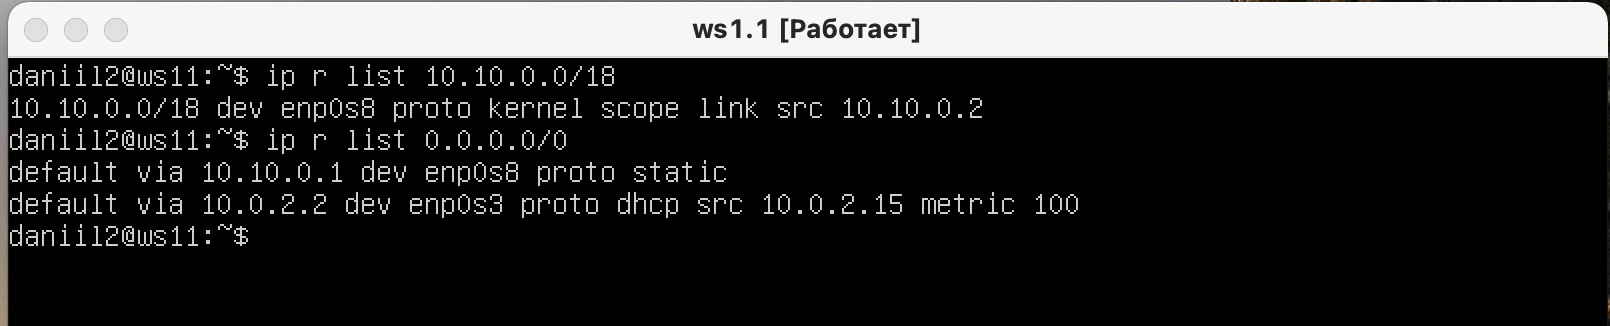 ws1.1 [Работает]
daniil2@ws11:~$ ip r list 10.10.0.0/18
10.10.0.0/18 dev enp0s8 proto kernel scope link src 10.10.0.2
daniil2@ws11:~$ ip r list 0.0.0.0/0
default via 10.10.0.1 dev enp0s8 proto static
default via 10.0.2.2 dev enp0s3 proto dhcp src 10.0.2.15 metric 100
daniil2@ws11:~$